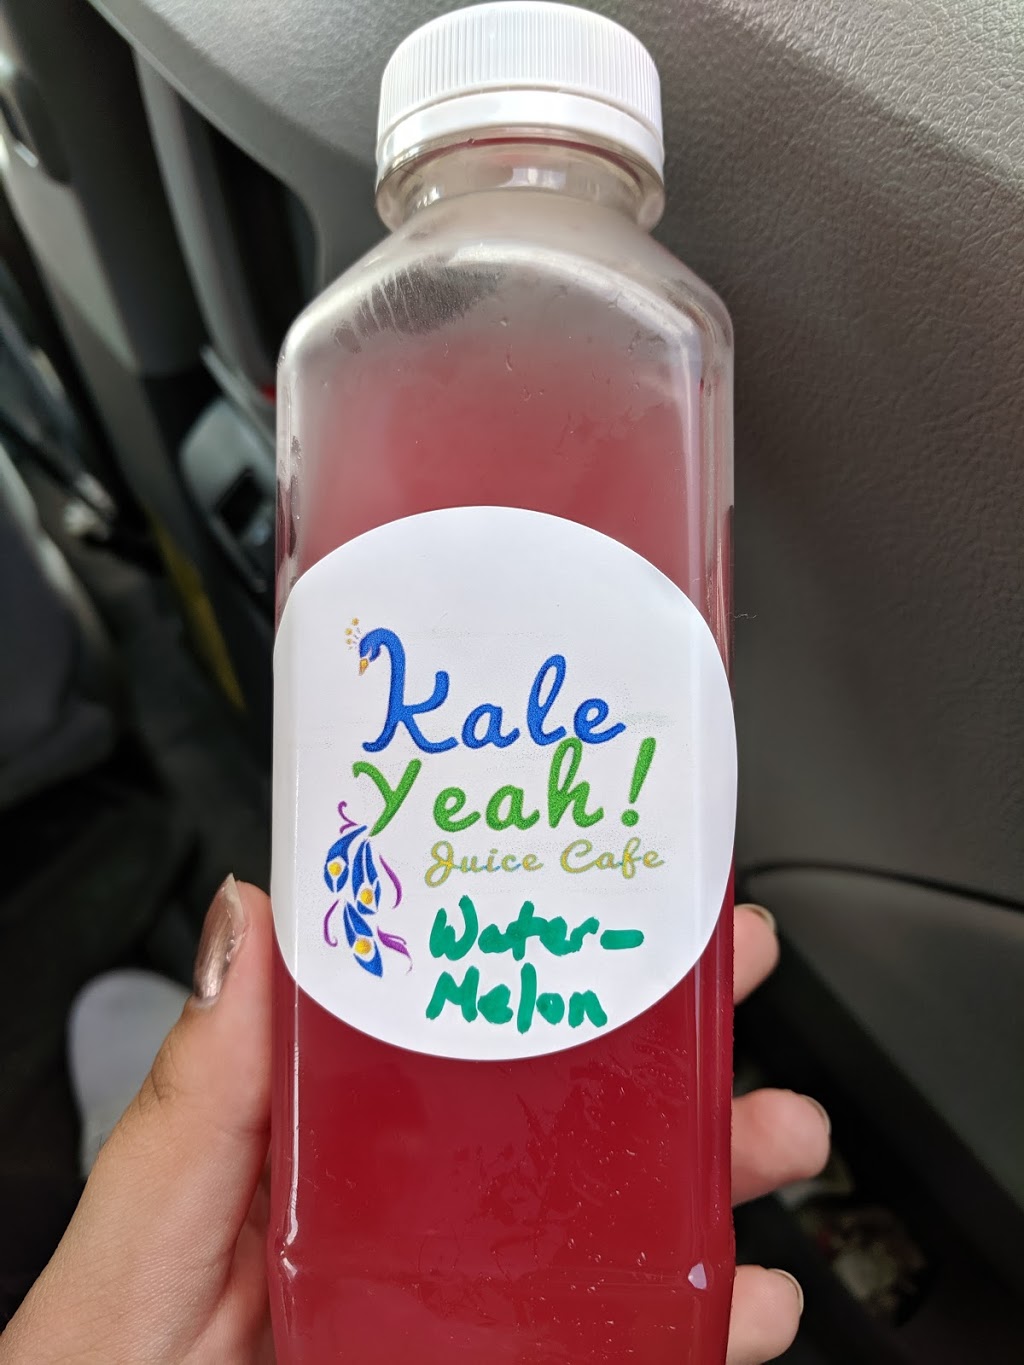 Kale
Yeah!
Juice Cafe
Water-
Melon